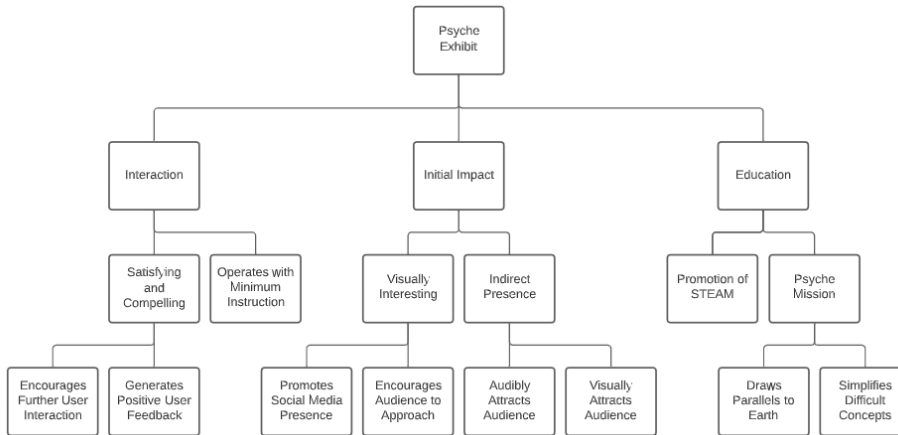 Psyche
Exhibit
Interaction
Initial Impact
Education
Satisfying
and
Compelling
Operates with
Minimum
Instruction
Visually
Interesting
Indirect
Presence
Promotion of
STEAM
Psyche
Mission
Encourages
Further User
Interaction
Generates
Positive User
Feedback
Promotes
Social Media
Presence
Encourages
Audience to
Approach
Audibly
Attracts
Audience
Visually
Attracts
Audience
Draws
Parallels to
Earth
Simplifies
Difficult
Concepts